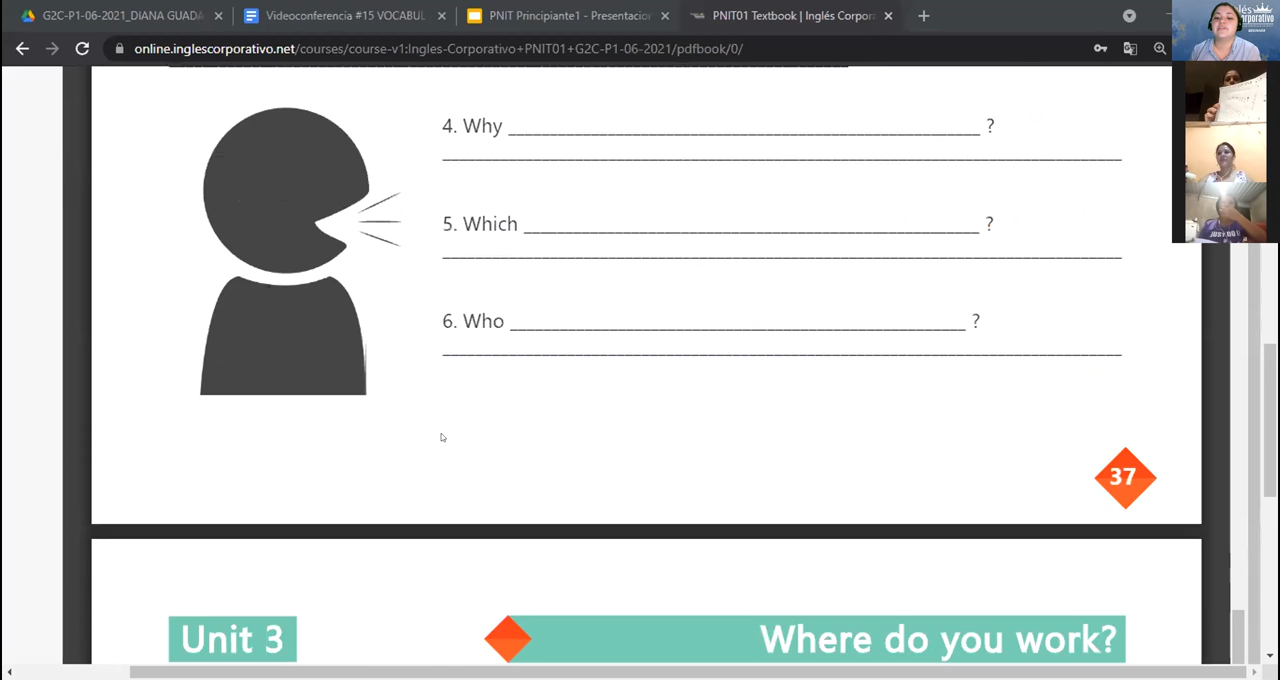 G2C-P1-06-2021_DIANA GUADA
Videoconferencia #15 VOCABUL
PNIT Principiante1 - Presentacion
PNIT01 Textbook | Inglés Corpor
online.inglescorporativo.net/courses/course-v1:Ingles-Corporativo+PNIT01+G2C-P1-06-2021/pdfbook/0/
4. Why ?
5. Which ?
6. Who ?
37
Unit 3
Where do you work?